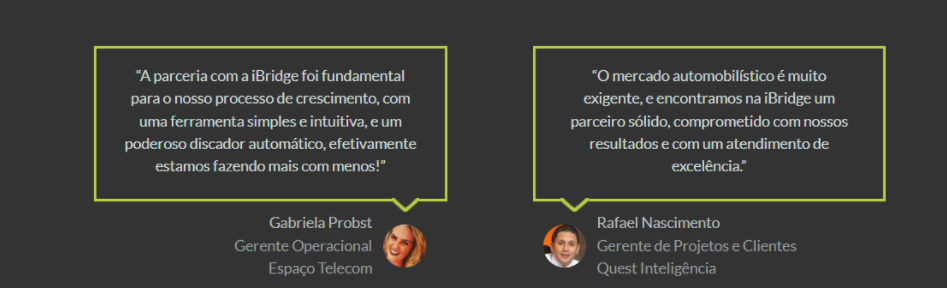 “A parceria com a iBridge foi fundamental
para o nosso processo de crescimento, com
uma ferramenta simples e intuitiva, e um
poderoso discador automático, efetivamente
estamos fazendo mais com menos!”
Gabriela Probst
Gerente Operacional
Espaço Telecom
“O mercado automobilístico é muito
exigente, e encontramos na iBridge um
parceiro sólido, comprometido com nossos
resultados e com um atendimento de
excelência.”
Rafael Nascimento
Gerente de Projetos e Clientes
Quest Inteligência